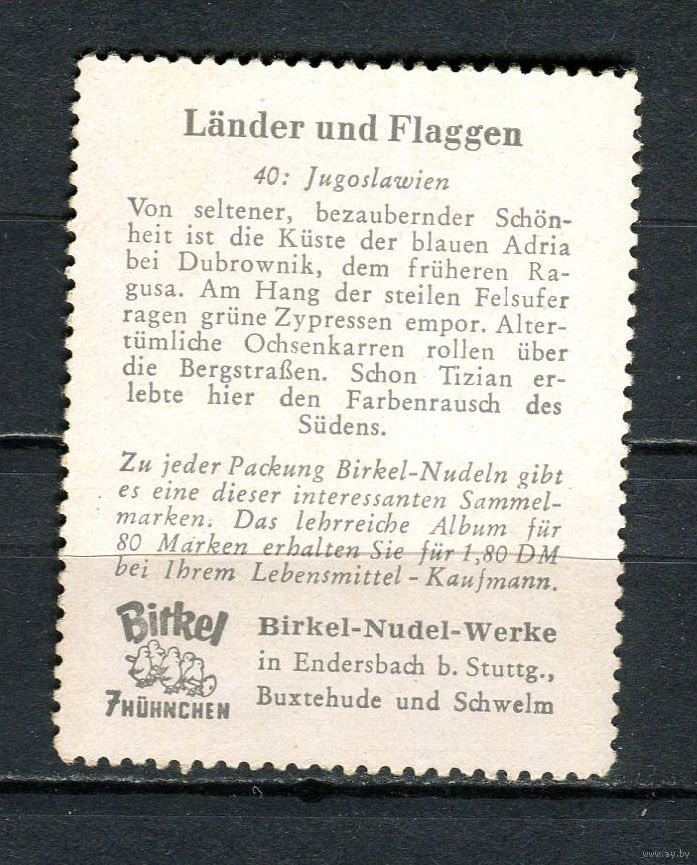 Länder und Flaggen
40: Jugoslawien
Von seltener, bezaubernder Schön-
heit ist die Küste der blauen Adria
bei Dubrownik, dem früheren Ra-
gusa. Am Hang der steilen Felsufer
ragen grüne Zypressen empor. Alter-
tümliche Ochsenkarren rollen über
die Bergstraßen. Schon Tizian er-
lebte hier den Farbenrausch des
Südens.
Zu jeder Packung Birkel-Nudeln gibt
es eine dieser interessanten Sammel-
marken. Das lehrreiche Album für
80 Marken erhalten Sie für 1,80 DM
bei Ihrem Lebensmittel-Kaufmann.
Birkel
7 HÜHNCHEN
Birkel-Nudel-Werke
in Endersbach b. Stuttg.,
Buxtehude und Schwelm
www.ay.by